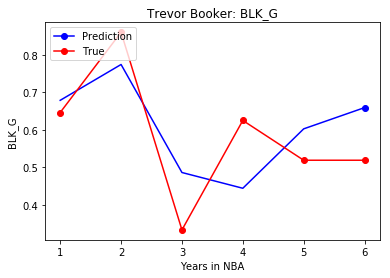 Trevor Booker: BLK_G
Prediction
True
0.8
0.7
0.6
0.5
0.4
BLK_G
1 2 3 4 5 6
Years in NBA